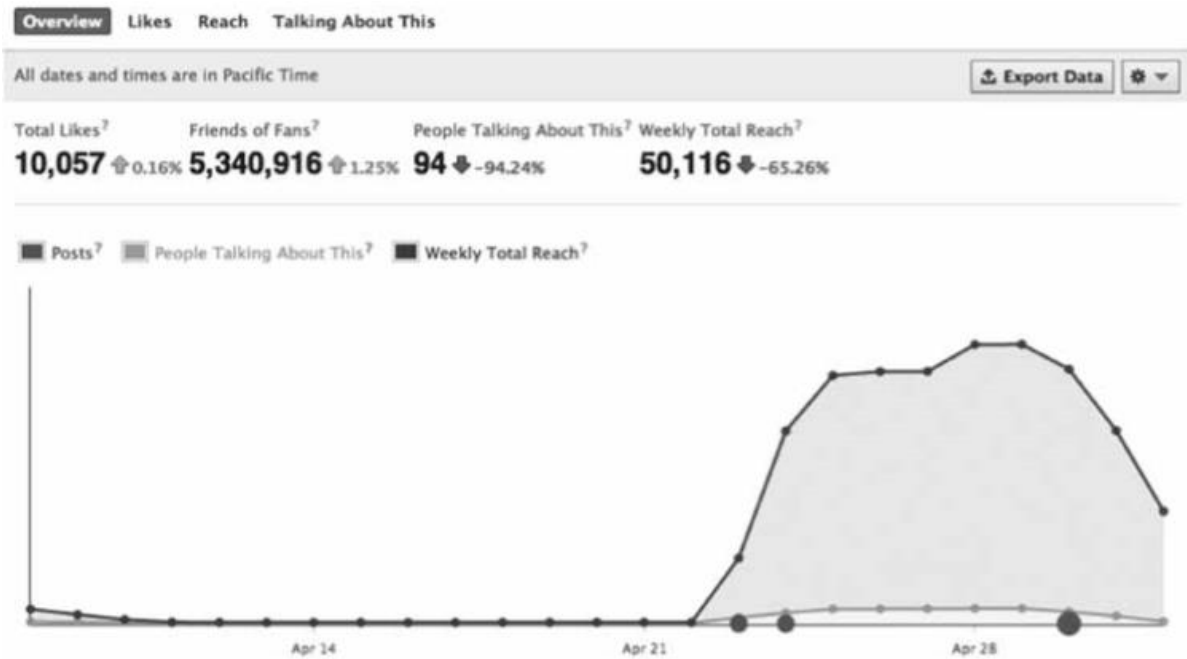 Overview Likes Reach Talking About This
All dates and times are in Pacific Time Export Data
Total Likes? Friends of Fans? People Talking About This? Weekly Total Reach?
10,057 0.16% 5,340,916 1.25% 94 -94.24% 50,116 -65.26%
Posts? People Talking About This? Weekly Total Reach?
Apr 14 Apr 21 Apr 28